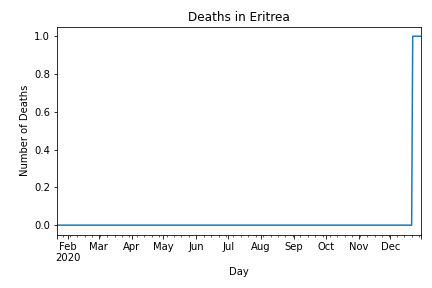 Deaths in Eritrea
1.0
0.8
0.6
0.4
0.2
0.0
Number of Deaths
Feb Mar Apr May Jun Jul Aug Sep Oct Nov Dec
2020
Day